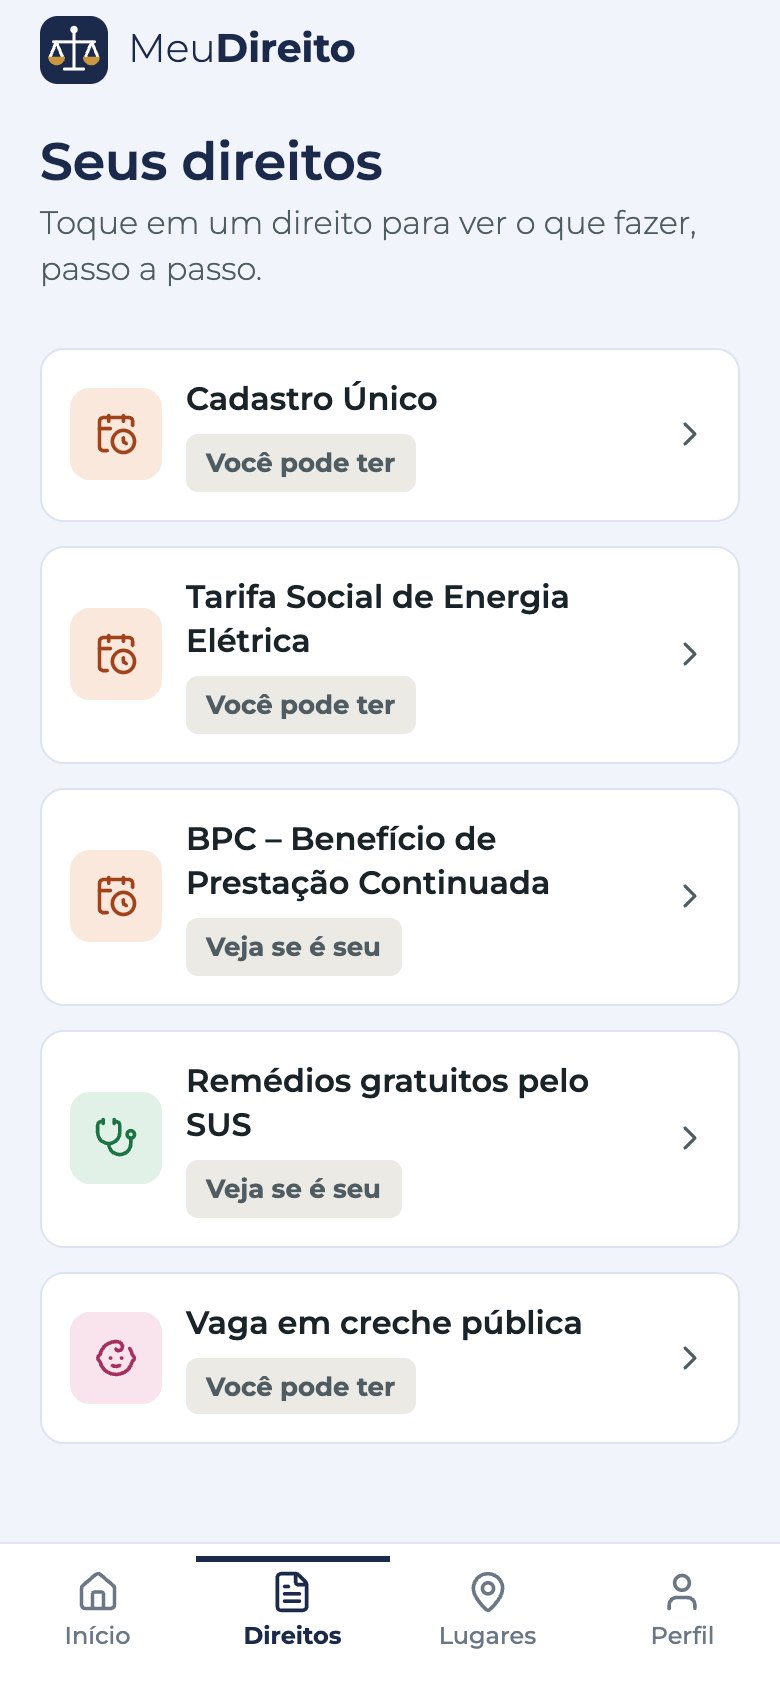 MeuDireito
Seus direitos
Toque em um direito para ver o que fazer,
passo a passo.
Cadastro Único
Você pode ter
Tarifa Social de Energia
Elétrica
Você pode ter
BPC – Benefício de
Prestação Continuada
Veja se é seu
Remédios gratuitos pelo
SUS
Veja se é seu
Vaga em creche pública
Você pode ter
Início
Direitos
Lugares
Perfil